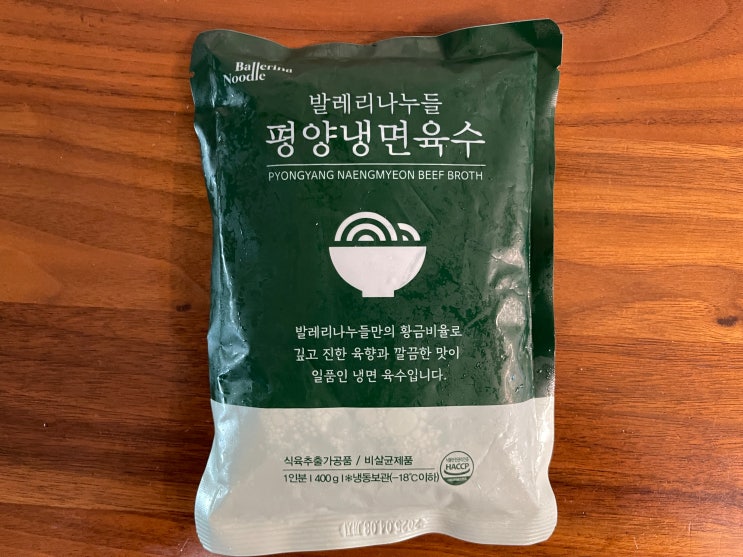 Ballerina
Noodle
발레리나누들
평양냉면육수
PYONGYANG NAENGMYEON BEEF BROTH
발레리나누들만의 황금비율로
깊고 진한 육향과 깔끔한 맛이
일품인 냉면 육수입니다.
식육추출가공품 / 비살균제품
1인분 I 400g I ※냉동보관(-18℃이하)
HACCP